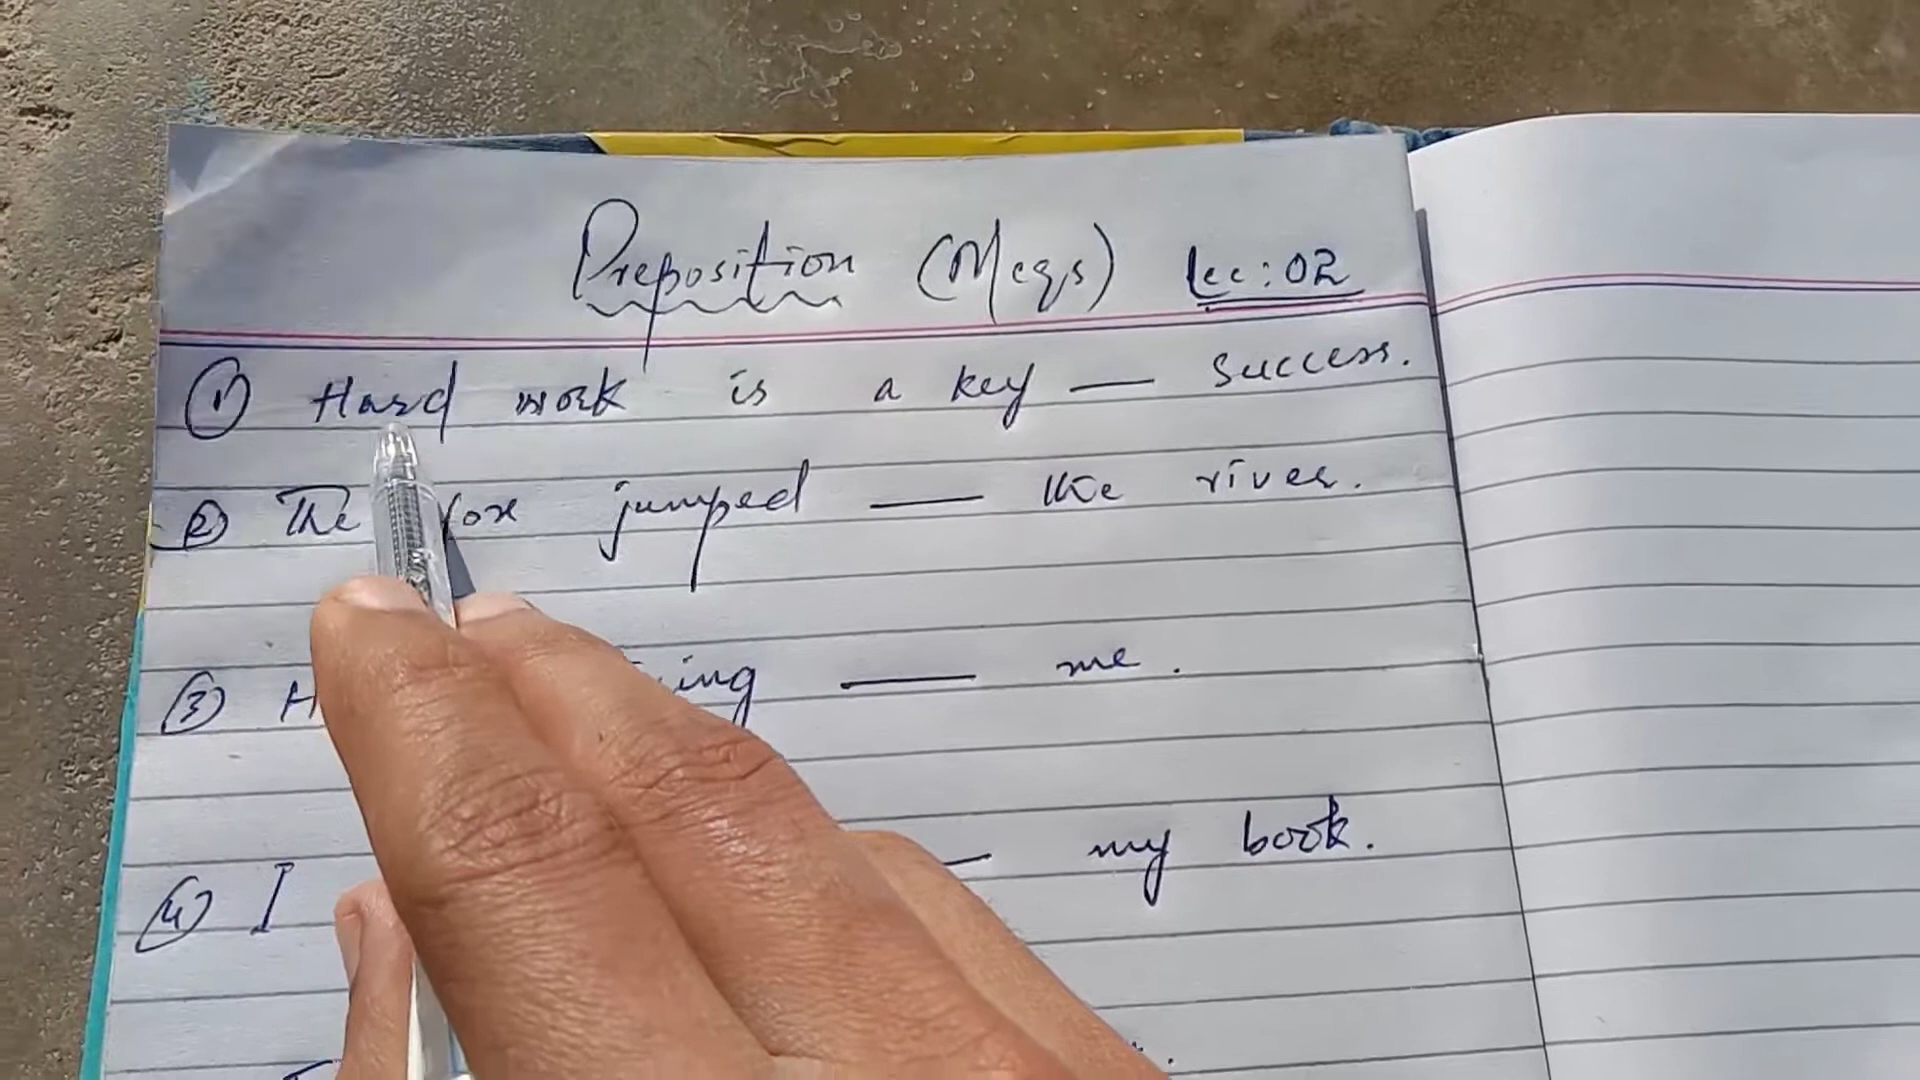 Preposition (Mcqs) Lec:02
① Hard work is a key — success.
② The fox jumped — the river.
③ — me.
④ I — my book.